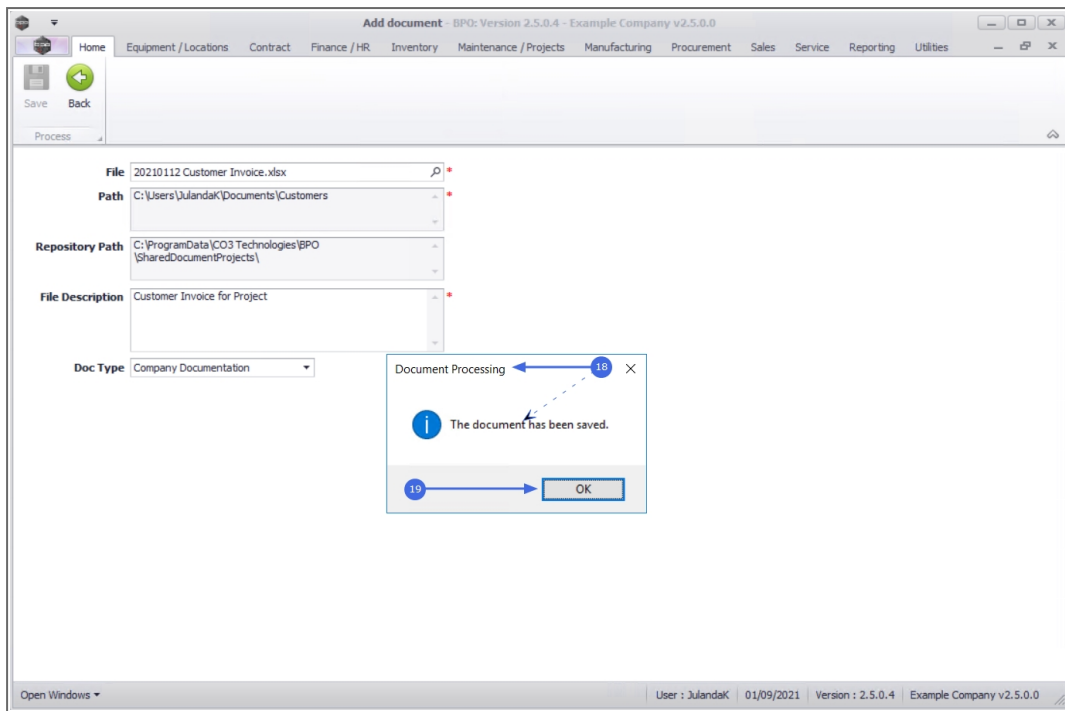 Add document - BPO: Version 2.5.0.4 - Example Company v2.5.0.0
Home Equipment / Locations Contract Finance / HR Inventory Maintenance / Projects Manufacturing Procurement Sales Service Reporting Utilities
Save Back
Process
File 20210112 Customer Invoice.xlsx *
Path C:\Users\JulandaK\Documents\Customers *
Repository Path C:\ProgramData\CO3 Technologies\BPO
\SharedDocumentProjects\
File Description Customer Invoice for Project *
Doc Type Company Documentation
Document Processing 18
The document has been saved.
19 OK
Open Windows User : JulandaK 01/09/2021 Version : 2.5.0.4 Example Company v2.5.0.0